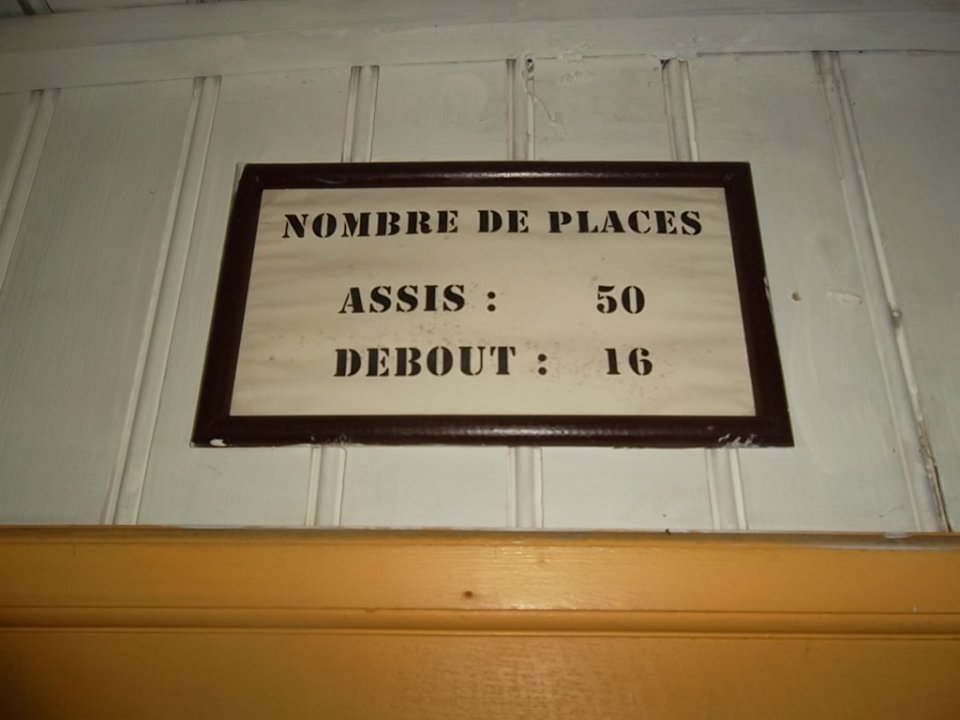 NOMBRE DE PLACES
ASSIS : 50
DEBOUT : 16